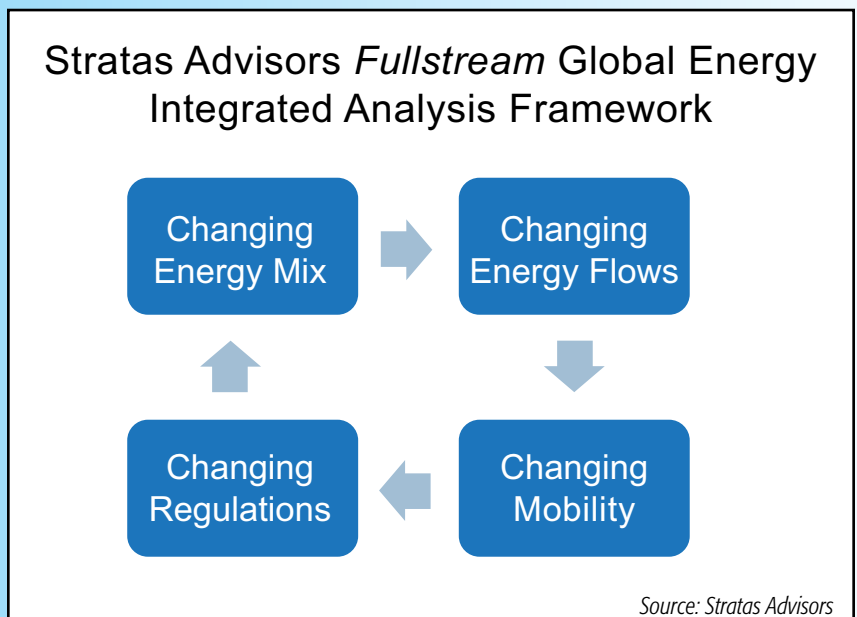 Stratas Advisors Fullstream Global Energy
Integrated Analysis Framework
Changing
Energy Mix
Changing
Energy Flows
Changing
Regulations
Changing
Mobility
Source: Stratas Advisors